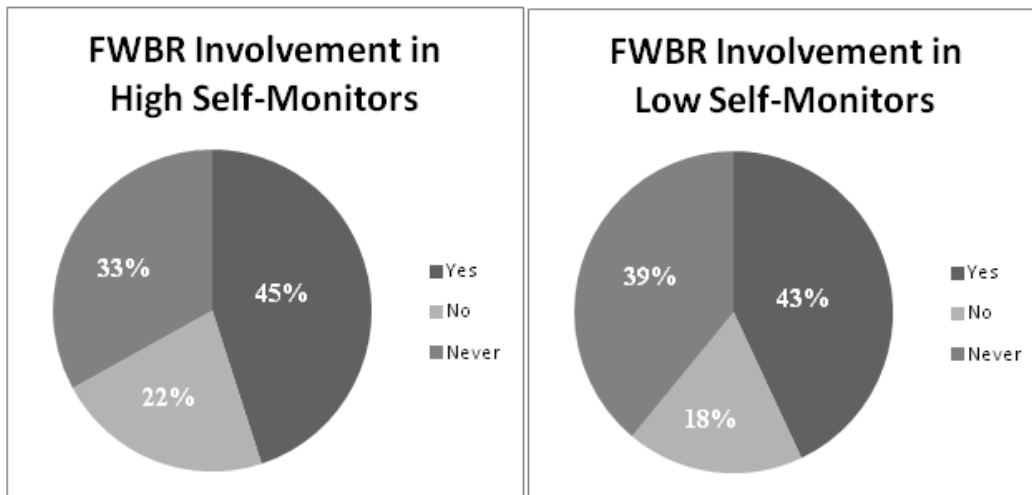 FWBR Involvement in
High Self-Monitors
33%
45%
22%
Yes
No
Never
FWBR Involvement in
Low Self-Monitors
39%
43%
18%
Yes
No
Never